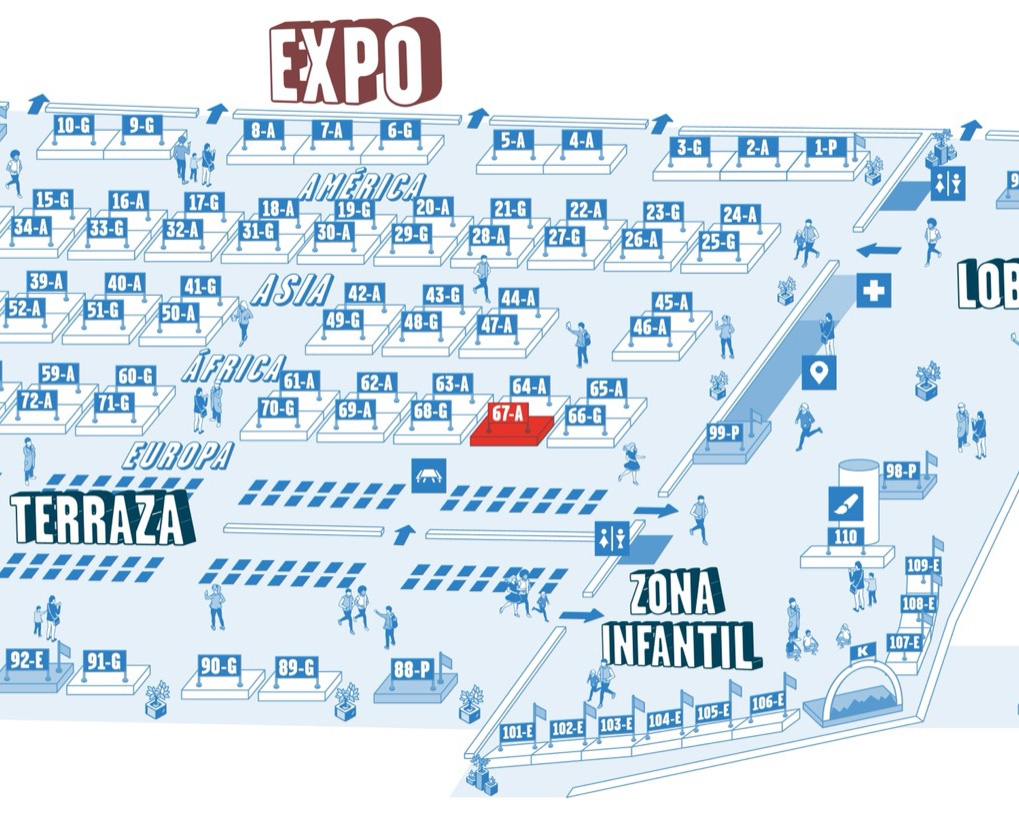 EXPO
10-G 9-G 8-A 7-A 6-G 5-A 4-A 3-G 2-A 1-P
AMÉRICA
15-G 16-A 17-G 18-A 19-G 20-A 21-G 22-A 23-G 24-A
34-A 33-G 32-A 31-G 30-A 29-G 28-A 27-G 26-A 25-G
ASIA
LOB
39-A 40-A 41-G 42-A 43-G 44-A 45-A
52-A 51-G 50-A 49-G 48-G 47-A 46-A
ÁFRICA
59-A 60-G 61-A 62-A 63-A 64-A 65-A
72-A 71-G 70-G 69-A 68-G 67-A 66-G
99-P
EUROPA
98-P
TERRAZA
110
109-E
ZONA
INFANTIL
108-E
107-E
K
92-E 91-G 90-G 89-G 88-P
101-E 102-E 103-E 104-E 105-E 106-E